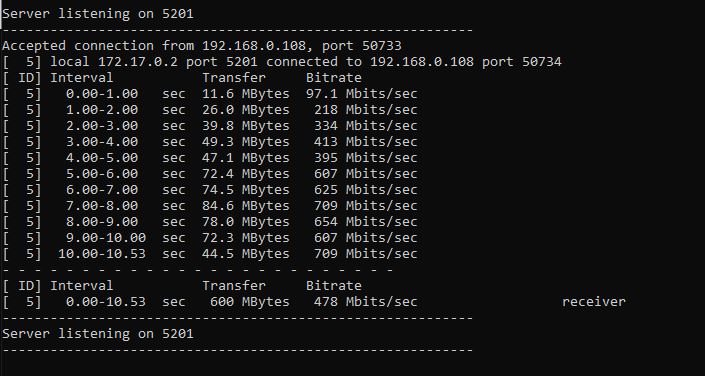 Server listening on 5201
-----------------------------------------------------------
Accepted connection from 192.168.0.108, port 50733
[  5] local 172.17.0.2 port 5201 connected to 192.168.0.108 port 50734
[ ID] Interval           Transfer     Bitrate
[  5]   0.00-1.00   sec  11.6 MBytes  97.1 Mbits/sec
[  5]   1.00-2.00   sec  26.0 MBytes   218 Mbits/sec
[  5]   2.00-3.00   sec  39.8 MBytes   334 Mbits/sec
[  5]   3.00-4.00   sec  49.3 MBytes   413 Mbits/sec
[  5]   4.00-5.00   sec  47.1 MBytes   395 Mbits/sec
[  5]   5.00-6.00   sec  72.4 MBytes   607 Mbits/sec
[  5]   6.00-7.00   sec  74.5 MBytes   625 Mbits/sec
[  5]   7.00-8.00   sec  84.6 MBytes   709 Mbits/sec
[  5]   8.00-9.00   sec  78.0 MBytes   654 Mbits/sec
[  5]   9.00-10.00  sec  72.3 MBytes   607 Mbits/sec
[  5]  10.00-10.53  sec  44.5 MBytes   709 Mbits/sec
- - - - - - - - - - - - - - - - - - - - - - - - -
[ ID] Interval           Transfer     Bitrate
[  5]   0.00-10.53  sec   600 MBytes   478 Mbits/sec                  receiver
-----------------------------------------------------------
Server listening on 5201
-----------------------------------------------------------